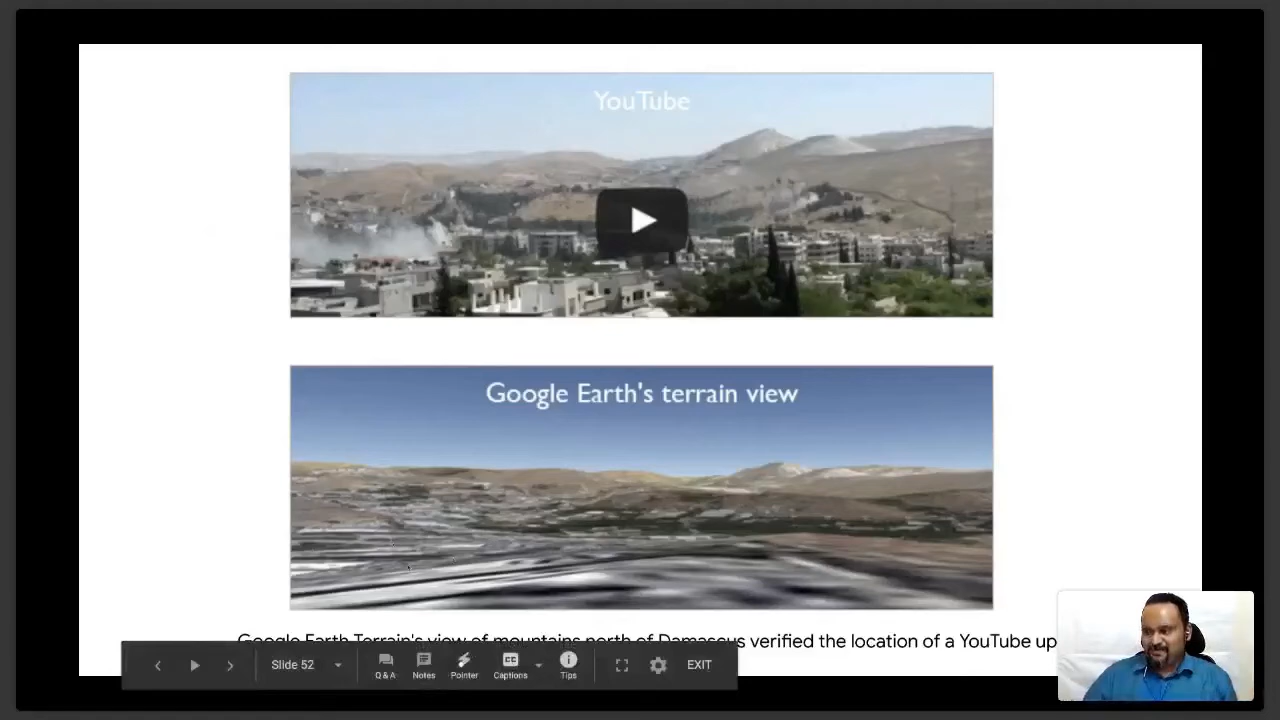 YouTube
Google Earth's terrain view
Google Earth Terrain's view of mountains north of Damascus verified the location of a YouTube up
Slide 52
Q & A
Notes
Pointer
CC
Captions
Tips
EXIT